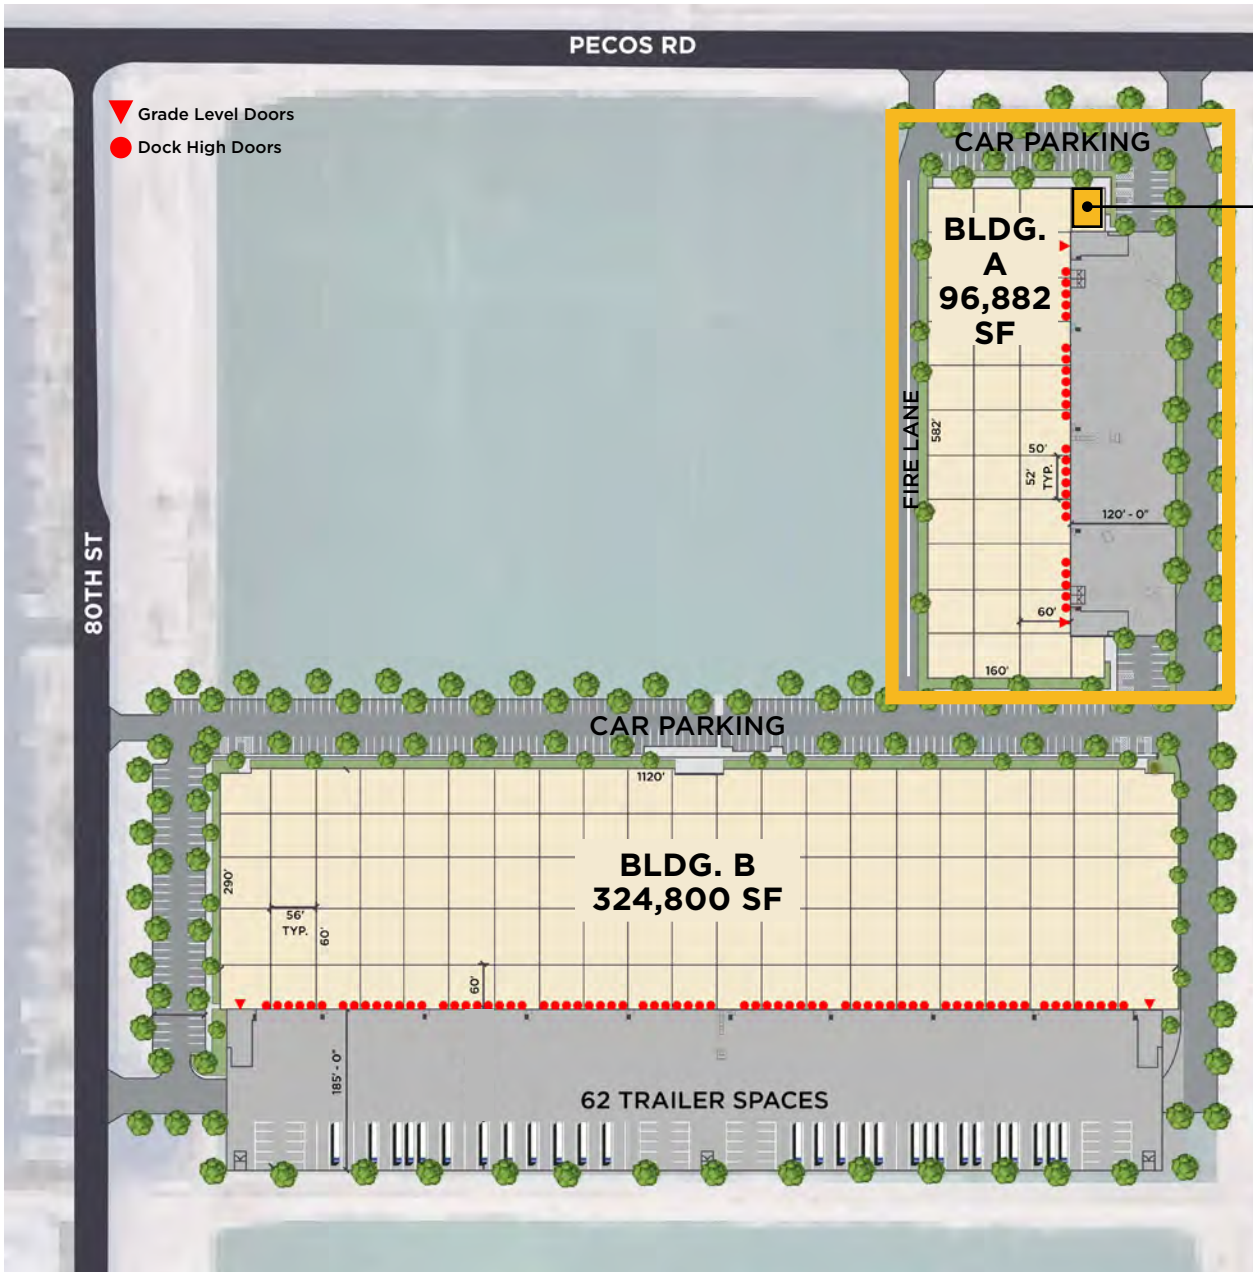 PECOS RD
Grade Level Doors
Dock High Doors
CAR PARKING
BLDG.
A
96,882
SF
FIRE LANE
582'
50'
52'
TYP.
120' - 0"
60'
160'
80TH ST
CAR PARKING
1120'
BLDG. B
324,800 SF
290'
56'
TYP.
60'
60'
185' - 0"
62 TRAILER SPACES